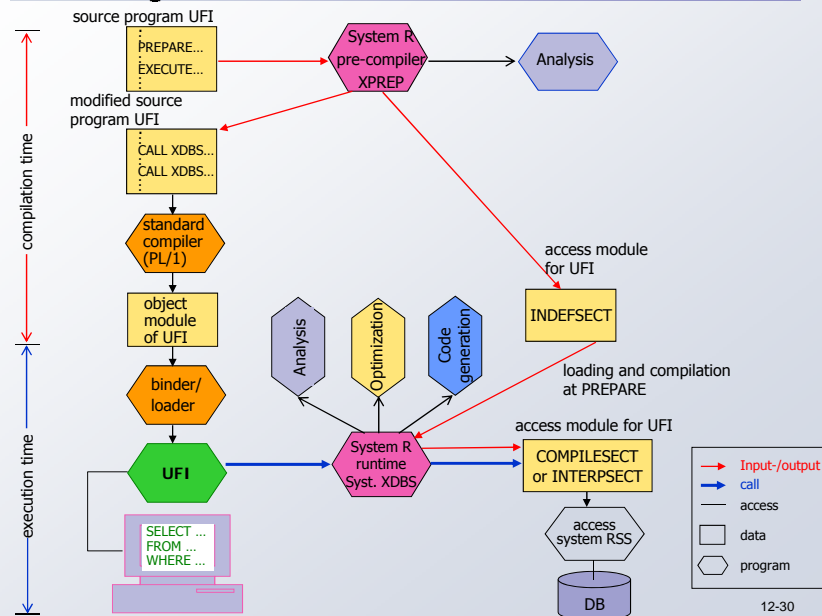 source program UFI
PREPARE...
EXECUTE...
System R
pre-compiler
XPREP
Analysis
modified source
program UFI
CALL XDBS...
CALL XDBS...
compilation time
standard
compiler
(PL/1)
access module
for UFI
object
module
of UFI
Analysis
Optimization
Code
generation
INDEFSECT
loading and compilation
at PREPARE
binder/
loader
access module for UFI
execution time
UFI
System R
runtime
Syst. XDBS
COMPILESECT
or INTERPSECT
SELECT ...
FROM ...
WHERE ...
access
system RSS
DB
Input-/output
call
access
data
program
12-30